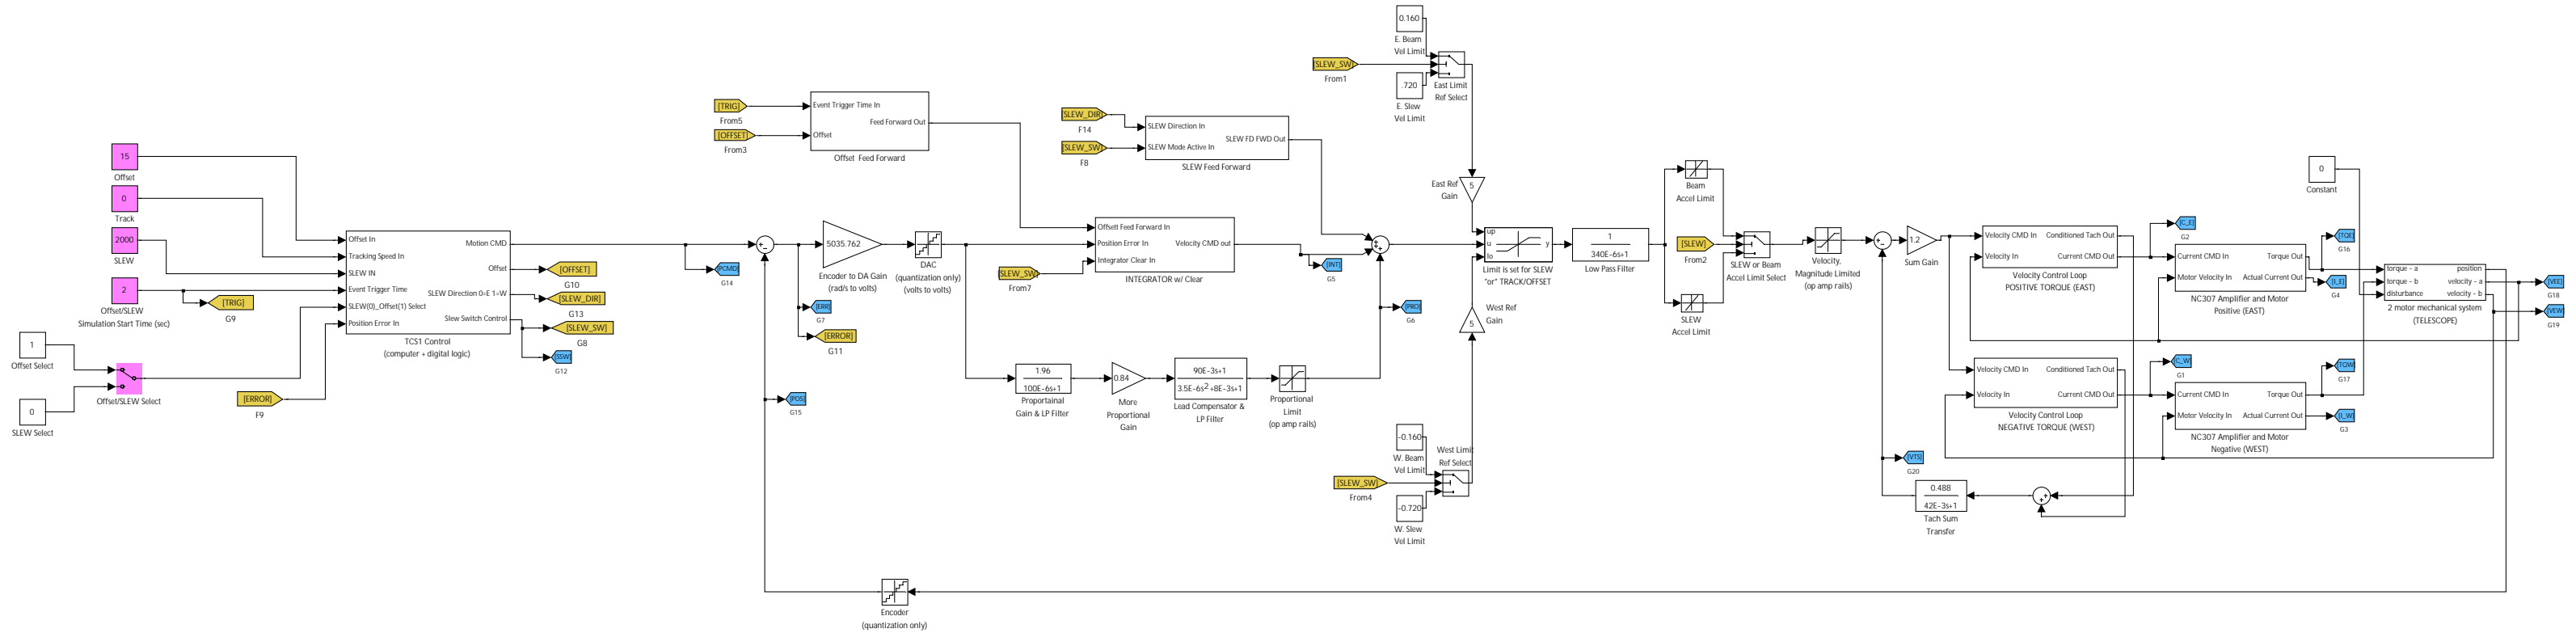 15
Offset
0
Track
2000
SLEW
2
Offset/SLEW
Simulation Start Time (sec)
[TRIG]
G9
1
Offset Select
0
SLEW Select
Offset/SLEW Select
[ERROR]
F9
Offset In
Tracking Speed In
SLEW IN
Event Trigger Time
SLEW(0)_Offset(1) Select
Position Error In
Motion CMD
Offset
SLEW Direction 0=E 1=W
Slew Switch Control
TCS1 Control
(computer + digital logic)
[OFFSET]
G10
[SLEW_DIR]
G13
[SLEW_SW]
G8
[SSW]
G12
[PCMD]
G14
[ERR]
G7
[ERROR]
G11
[POS]
G15
[TRIG]
From5
[OFFSET]
From3
Event Trigger Time In
Offset
Feed Forward Out
Offset Feed Forward
5035.762
Encoder to DA Gain
(rad/s to volts)
DAC
(quantization only)
(volts to volts)
[SLEW_DIR]
F14
[SLEW_SW]
F8
SLEW Direction In
SLEW Mode Active In
SLEW FD FWD Out
SLEW Feed Forward
[SLEW_SW]
From7
Offsett Feed Forward In
Position Error In
Integrator Clear In
Velocity CMD out
INTEGRATOR w/ Clear
[INT]
G5
[PRO]
G6
1.96
100E-6s+1
Proportainal
Gain & LP Filter
0.84
More
Proportional
Gain
90E-3s+1
3.5E-6s2+8E-3s+1
Lead Compensator &
LP Filter
Proportional
Limit
(op amp rails)
0.160
E. Beam
Vel Limit
[SLEW_SW]
From1
.720
E. Slew
Vel Limit
East Limit
Ref Select
5
East Ref
Gain
up
u
lo
y
Limit is set for SLEW
"or" TRACK/OFFSET
5
West Ref
Gain
-0.160
W. Beam
Vel Limit
West Limit
Ref Select
[SLEW_SW]
From4
-0.720
W. Slew
Vel Limit
1
340E-6s+1
Low Pass Filter
Beam
Accel Limit
[SLEW]
From2
SLEW
Accel Limit
SLEW or Beam
Accel Limit Select
Velocity.
Magnitude Limited
(op amp rails)
1.2
Sum Gain
[VTS]
G20
0.488
42E-3s+1
Tach Sum
Transfer
Velocity CMD In
Velocity In
Conditioned Tach Out
Current CMD Out
Velocity Control Loop
POSITIVE TORQUE (EAST)
Velocity CMD In
Velocity In
Conditioned Tach Out
Current CMD Out
Velocity Control Loop
NEGATIVE TORQUE (WEST)
[C_E]
G2
Current CMD In
Motor Velocity In
Torque Out
Actual Current Out
NC307 Amplifier and Motor
Positive (EAST)
[TQE]
G16
[I_E]
G4
[C_W]
G1
Current CMD In
Motor Velocity In
Torque Out
Actual Current Out
NC307 Amplifier and Motor
Negative (WEST)
[TQW]
G17
[I_W]
G3
0
Constant
torque - a
torque - b
disturbance
position
velocity - a
velocity - b
2 motor mechanical system
(TELESCOPE)
[VEE]
G18
[VEW]
G19
Encoder
(quantization only)